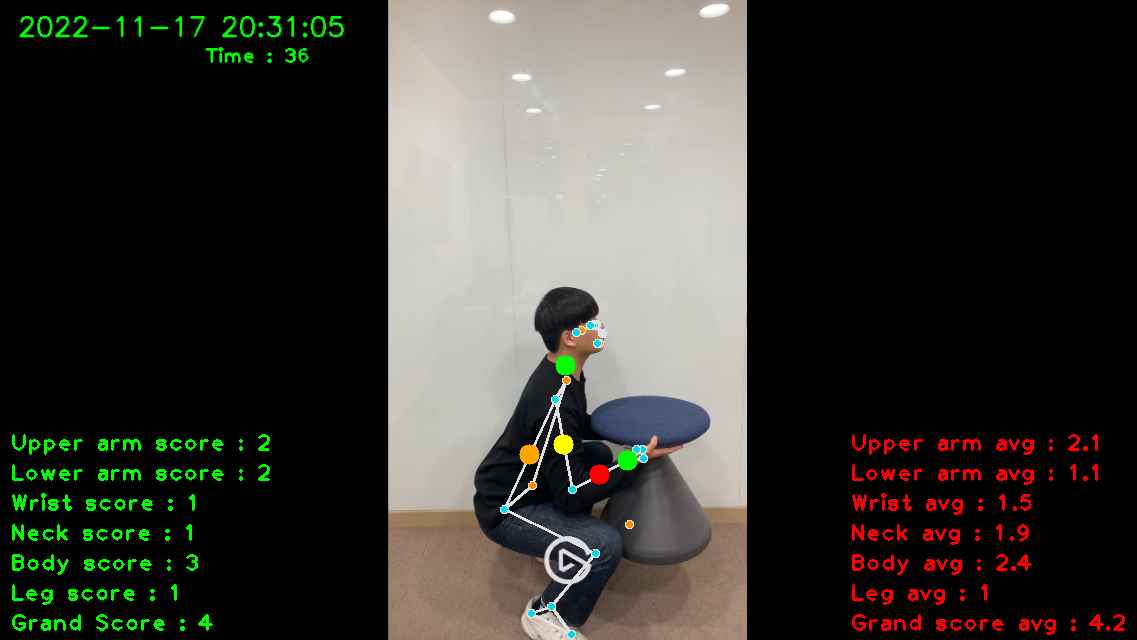 2022-11-17 20:31:05
Time : 36
Upper arm score : 2
Lower arm score : 2
Wrist score : 1
Neck score : 1
Body score : 3
Leg score : 1
Grand Score : 4
Upper arm avg : 2.1
Lower arm avg : 1.1
Wrist avg : 1.5
Neck avg : 1.9
Body avg : 2.4
Leg avg : 1
Grand score avg : 4.2